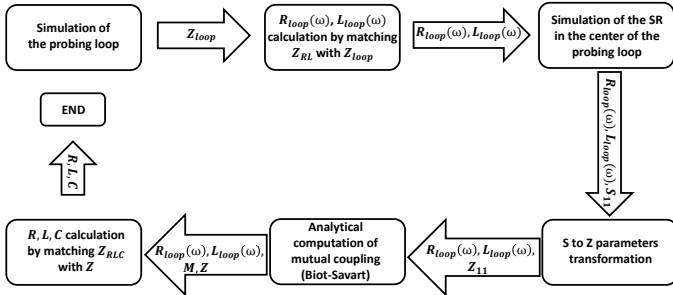 Simulation of
the probing loop
Z_loop
R_loop(ω), L_loop(ω)
calculation by matching
Z_RL with Z_loop
R_loop(ω), L_loop(ω)
Simulation of the SR
in the center of the
probing loop
R_loop(ω), L_loop(ω), S_11
S to Z parameters
transformation
R_loop(ω), L_loop(ω),
Z_11
Analytical
computation of
mutual coupling
(Biot-Savart)
R_loop(ω), L_loop(ω),
M, Z
R, L, C calculation
by matching Z_RLC
with Z
R, L, C
END